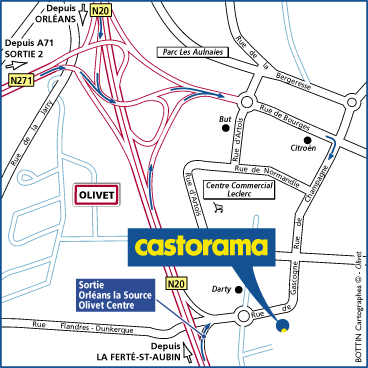 Depuis
ORLÉANS
N20
Depuis A71
SORTIE 2
N271
Parc Les Aulnaies
Rue de la
Bergeresse
Rue de la Jarry
But
Rue d'Artois
Rue de Bourges
Citroën
Rue de Normandie
Champagne
Rue de
Rue d'Artois
Centre Commercial
Leclerc
OLIVET
castorama
Sortie
Orléans la Source
Olivet Centre
N20
Darty
Rue de
Gascogne
Rue Flandres - Dunkerque
Depuis
LA FERTÉ-ST-AUBIN
BOTTIN Cartographes © - Olivet